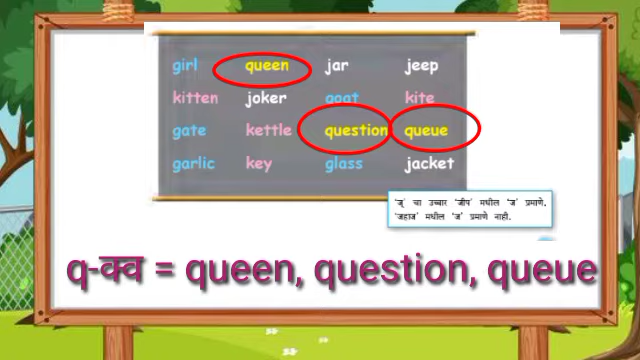 girl queen jar jeep
kitten joker goat kite
gate kettle question queue
garlic key glass jacket
'ज्' चा उच्चार 'जीप' मधील 'ज' प्रमाणे.
'जहाज' मधील 'ज' प्रमाणे नाही.
q-क्व = queen, question, queue